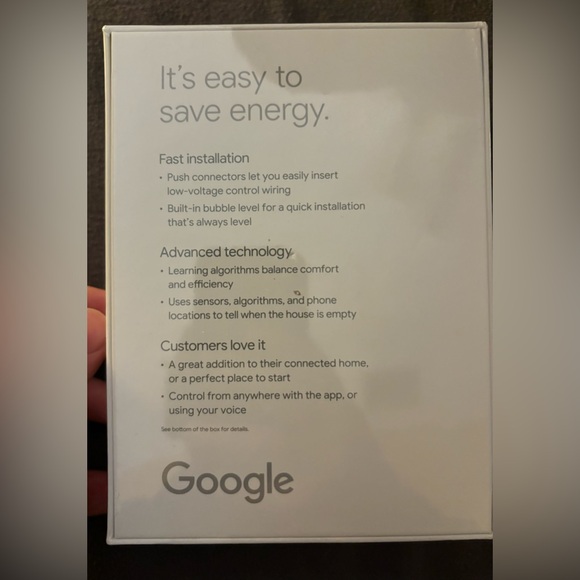 It's easy to
save energy.
Fast installation
• Push connectors let you easily insert
low-voltage control wiring
• Built-in bubble level for a quick installation
that's always level
Advanced technology
• Learning algorithms balance comfort
and efficiency
• Uses sensors, algorithms, and phone
locations to tell when the house is empty
Customers love it
• A great addition to their connected home,
or a perfect place to start
• Control from anywhere with the app, or
using your voice
See bottom of the box for details.
Google